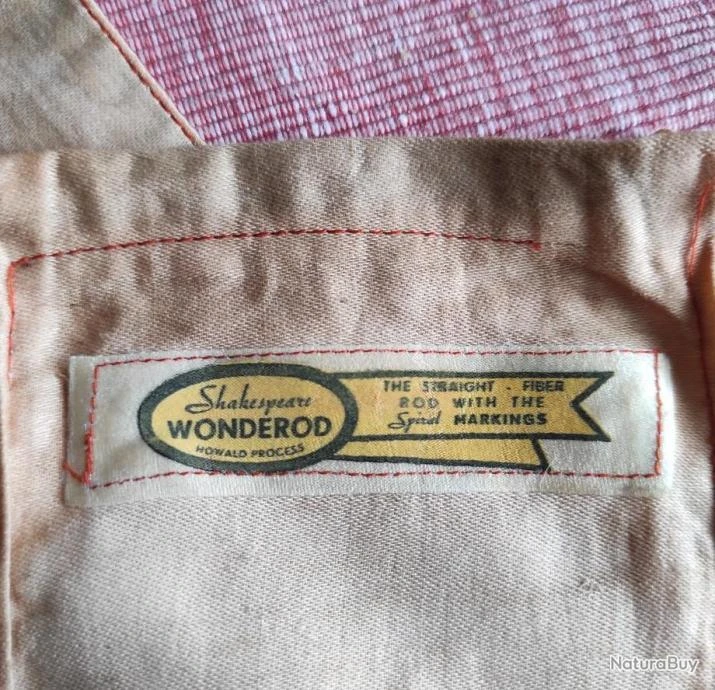 Shakespeare
WONDEROD
HOWALD PROCESS
THE STRAIGHT - FIBER
ROD WITH THE
Spiral MARKINGS
NaturaBuy